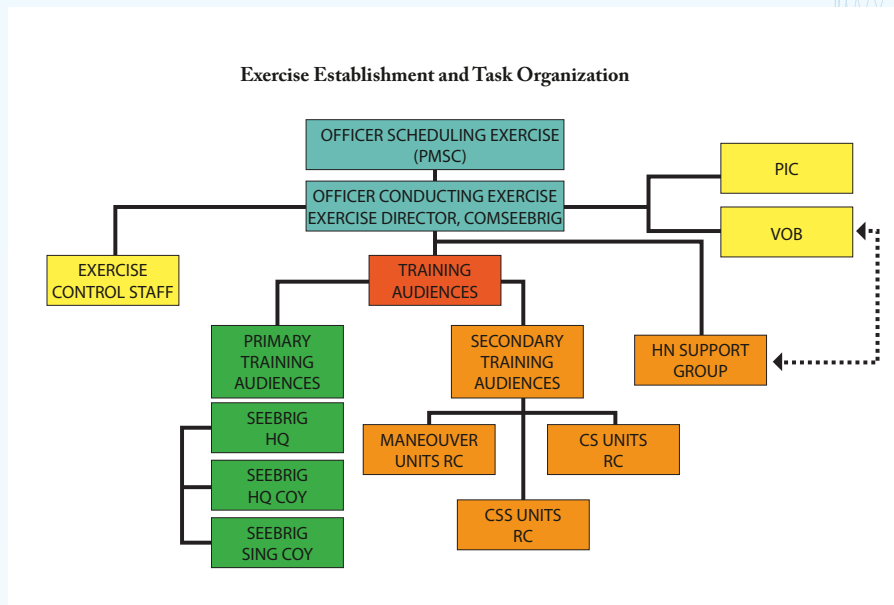 Exercise Establishment and Task Organization
OFFICER SCHEDULING EXERCISE
(PMSC)
OFFICER CONDUCTING EXERCISE
EXERCISE DIRECTOR, COMSEEBRIG
PIC
VOB
EXERCISE
CONTROL STAFF
TRAINING
AUDIENCES
PRIMARY
TRAINING
AUDIENCES
SECONDARY
TRAINING
AUDIENCES
HN SUPPORT
GROUP
SEEBRIG
HQ
SEEBRIG
HQ COY
SEEBRIG
SING COY
MANEOUVER
UNITS RC
CS UNITS
RC
CSS UNITS
RC